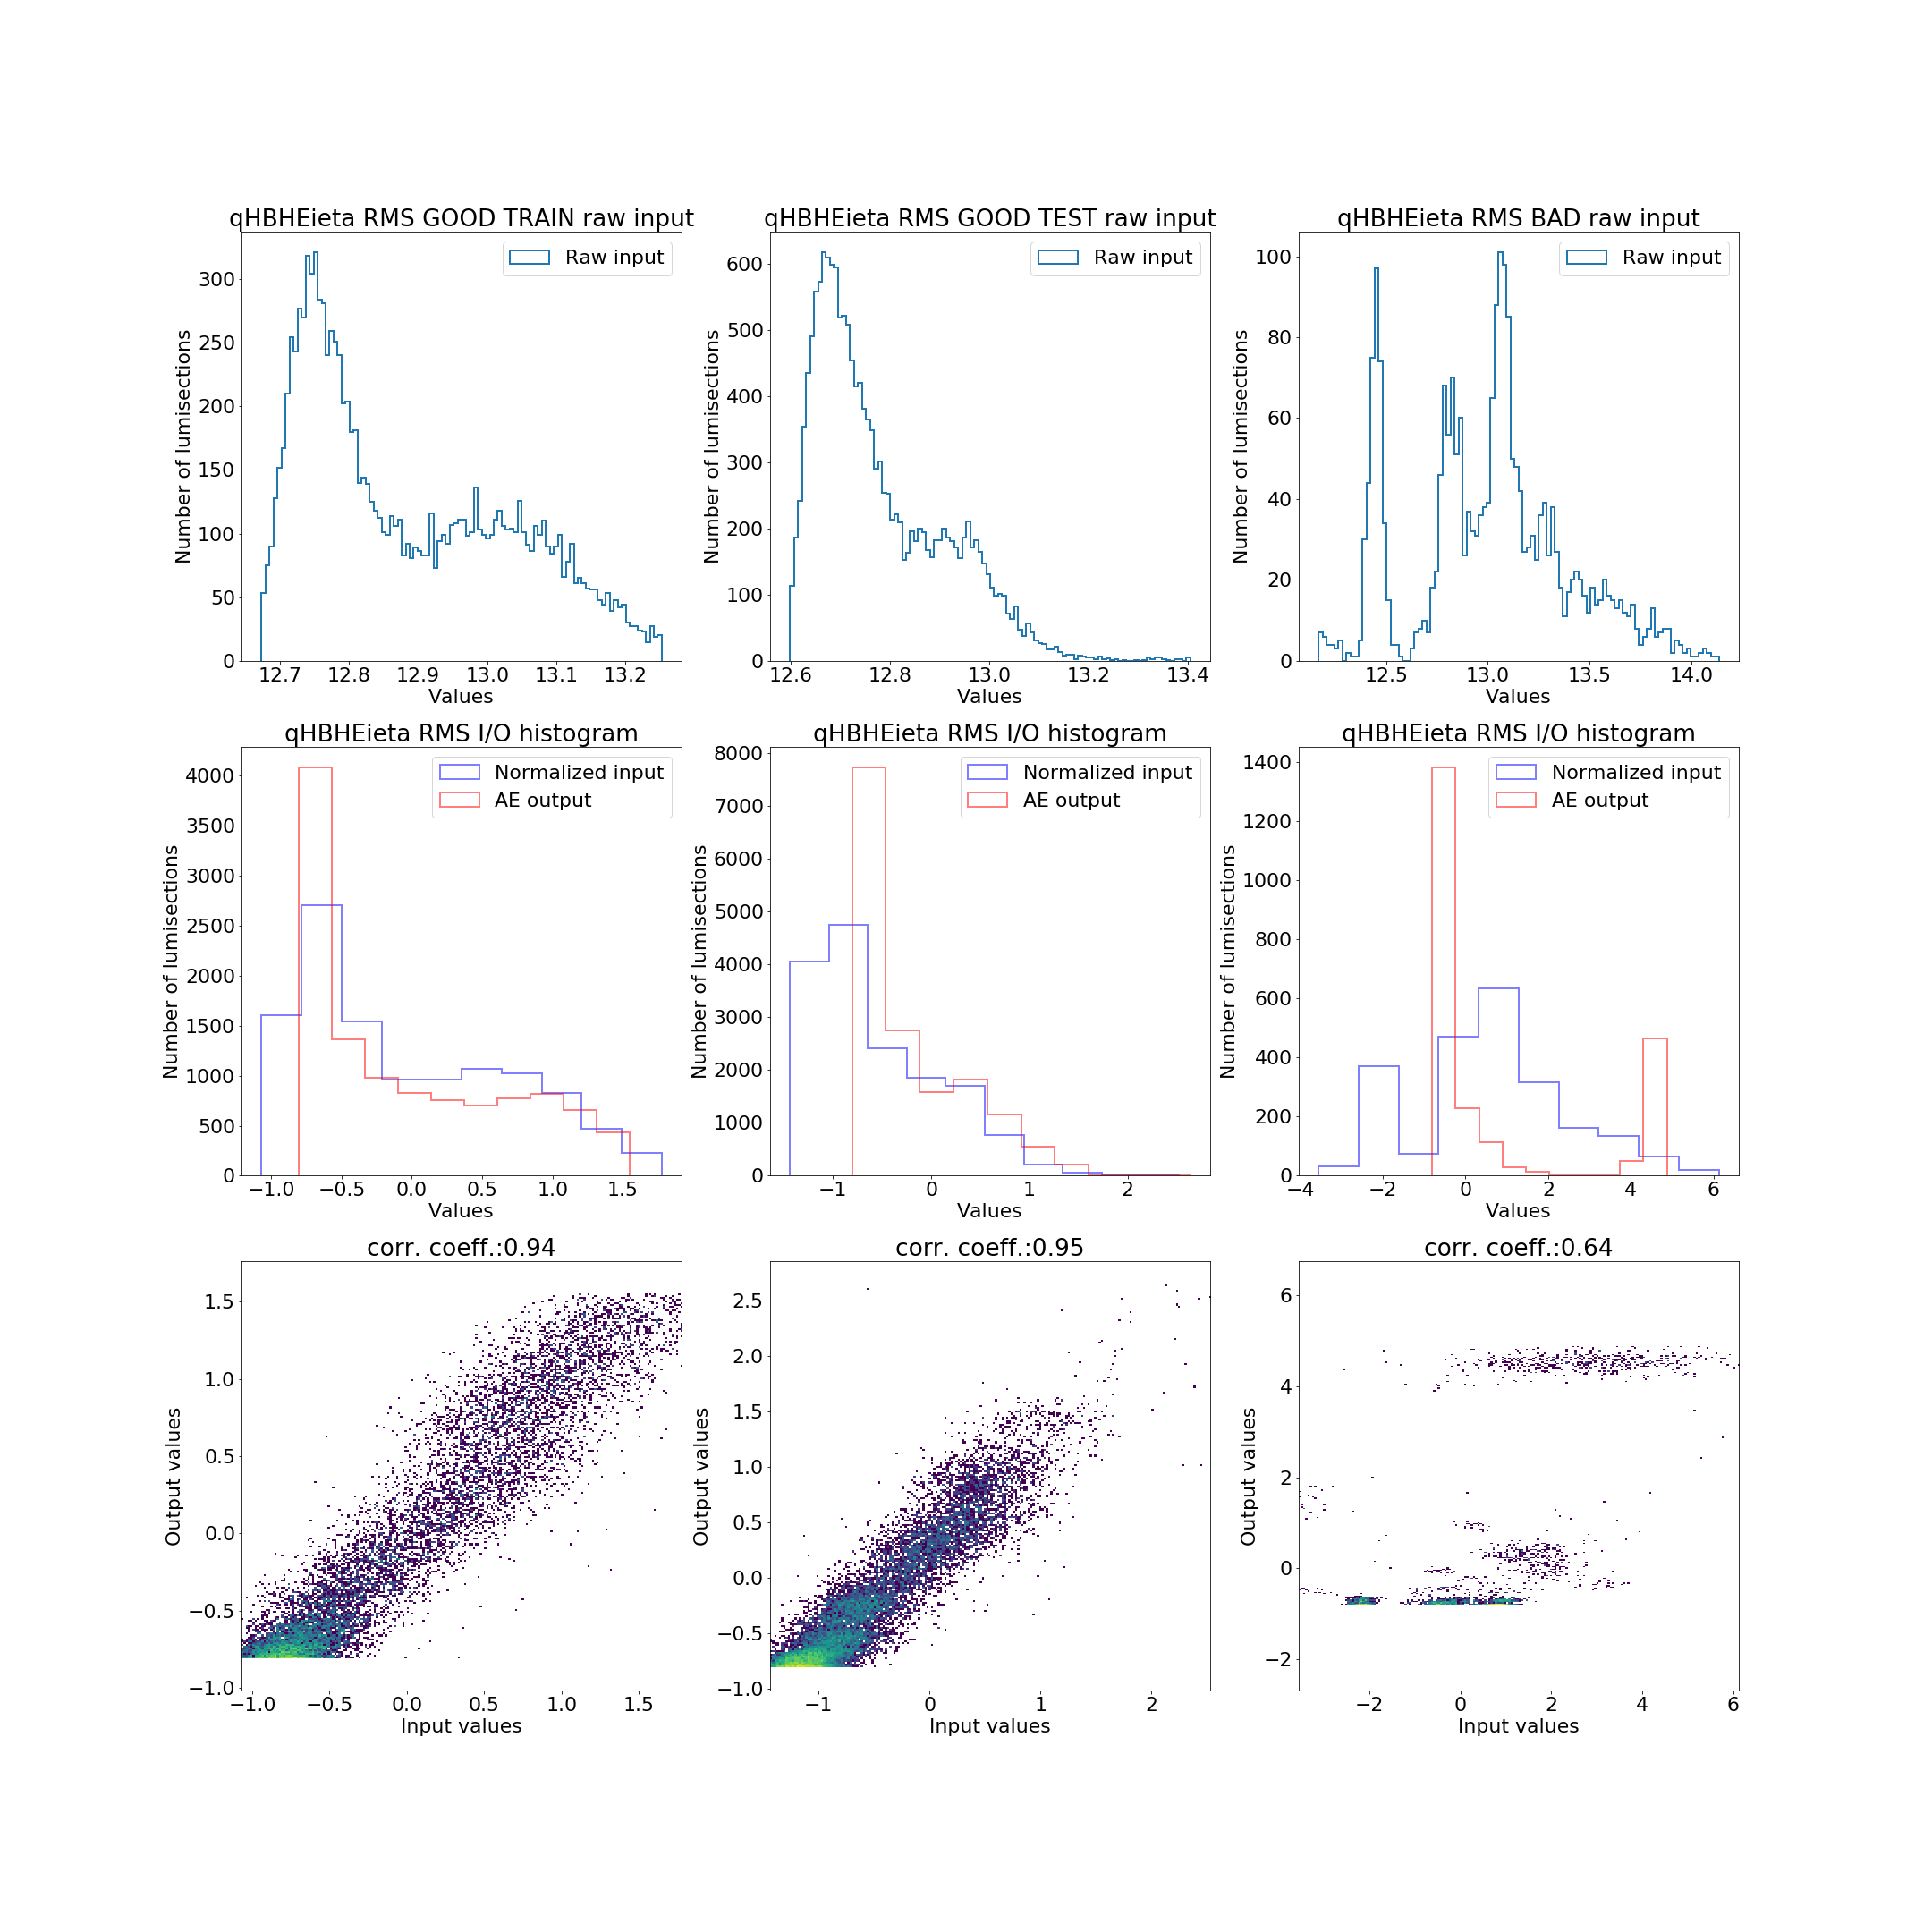 qHBHEieta RMS GOOD TRAIN raw input
Raw input
Number of lumisections
300
250
200
150
100
50
0
12.7 12.8 12.9 13.0 13.1 13.2
Values
qHBHEieta RMS GOOD TEST raw input
Raw input
Number of lumisections
600
500
400
300
200
100
0
12.6 12.8 13.0 13.2 13.4
Values
qHBHEieta RMS BAD raw input
Raw input
Number of lumisections
100
80
60
40
20
0
12.5 13.0 13.5 14.0
Values
qHBHEieta RMS I/O histogram
Normalized input
AE output
Number of lumisections
4000
3500
3000
2500
2000
1500
1000
500
0
−1.0 −0.5 0.0 0.5 1.0 1.5
Values
qHBHEieta RMS I/O histogram
Normalized input
AE output
Number of lumisections
8000
7000
6000
5000
4000
3000
2000
1000
0
−1 0 1 2
Values
qHBHEieta RMS I/O histogram
Normalized input
AE output
Number of lumisections
1400
1200
1000
800
600
400
200
0
−4 −2 0 2 4 6
Values
corr. coeff.:0.94
Output values
1.5
1.0
0.5
0.0
−0.5
−1.0
−1.0 −0.5 0.0 0.5 1.0 1.5
Input values
corr. coeff.:0.95
Output values
2.5
2.0
1.5
1.0
0.5
0.0
−0.5
−1.0
−1 0 1 2
Input values
corr. coeff.:0.64
Output values
6
4
2
0
−2
−2 0 2 4 6
Input values